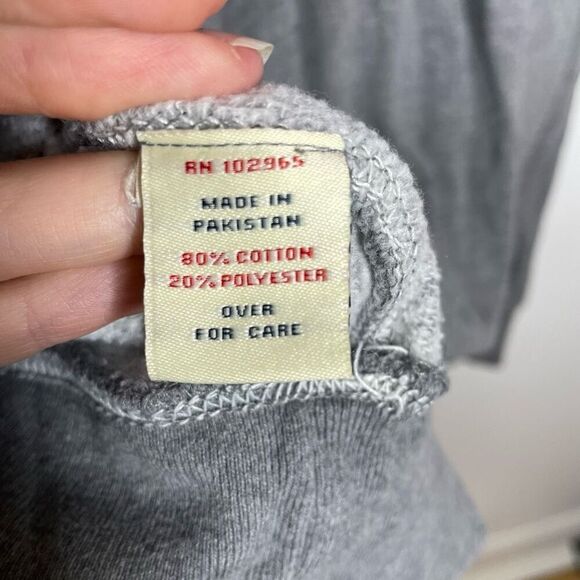 RN 102965
MADE IN
PAKISTAN
80% COTTON
20% POLYESTER
OVER
FOR CARE